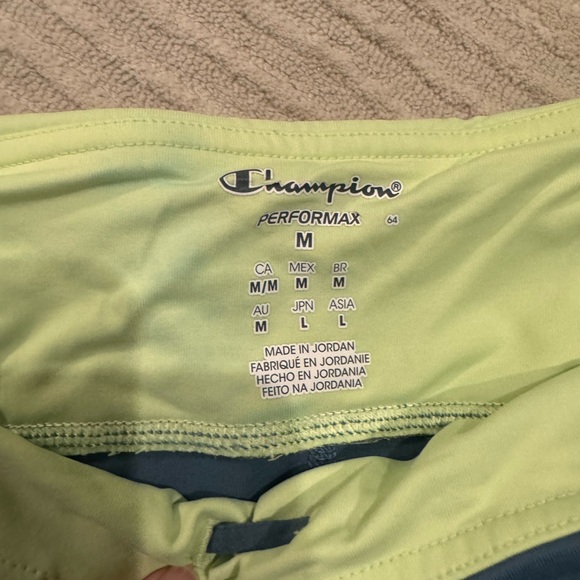 Champion®
PERFORMAX 64
M
CA MEX BR
M/M M M
AU JPN ASIA
M L L
MADE IN JORDAN
FABRIQUÉ EN JORDANIE
HECHO EN JORDANIA
FEITO NA JORDANIA